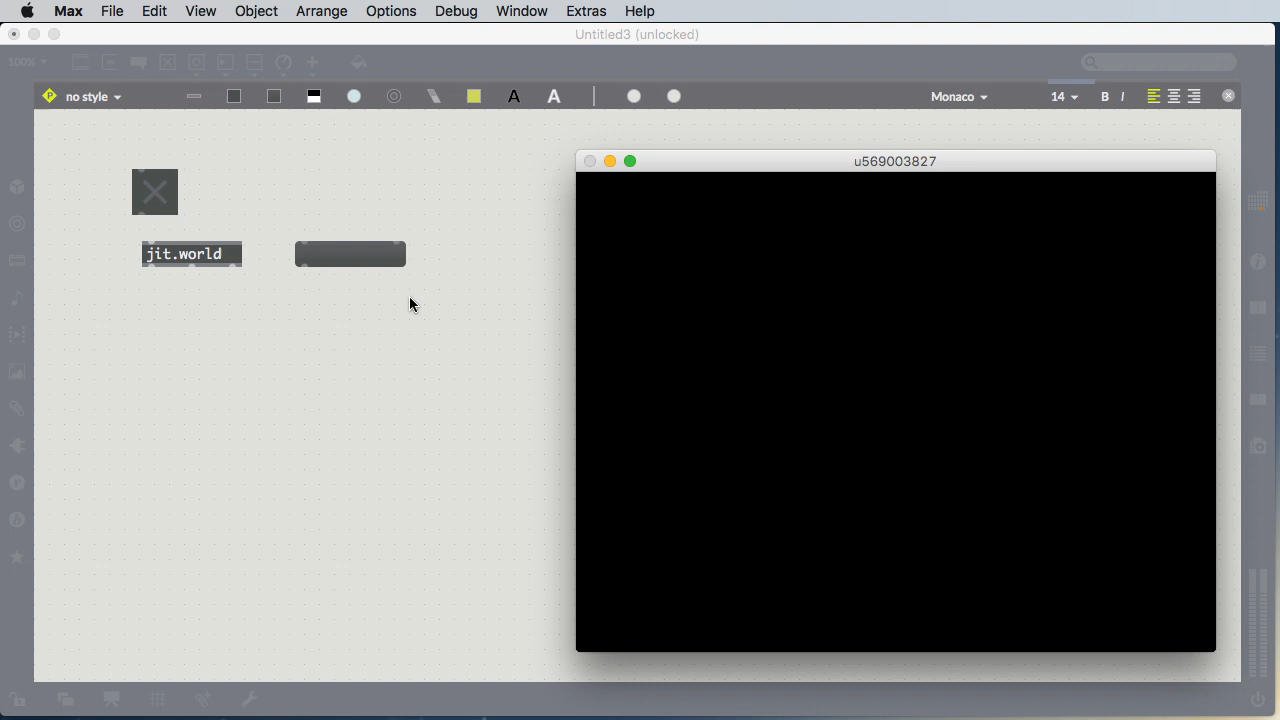 Max File Edit View Object Arrange Options Debug Window Extras Help
Untitled3 (unlocked)
100%
no style A A Monaco 14 B I
u569003827
jit.world